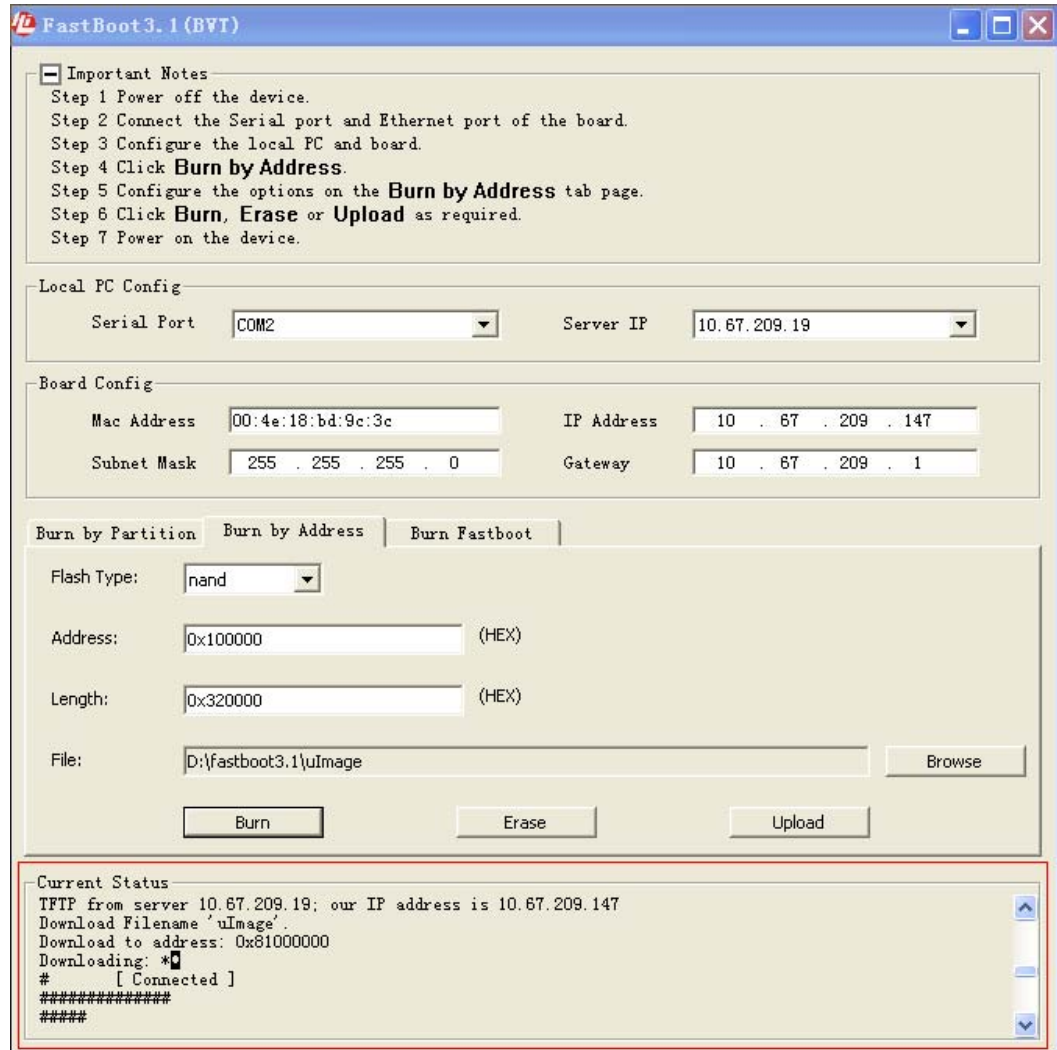 FastBoot3.1(BVT)
Important Notes
Step 1 Power off the device.
Step 2 Connect the Serial port and Ethernet port of the board.
Step 3 Configure the local PC and board.
Step 4 Click Burn by Address.
Step 5 Configure the options on the Burn by Address tab page.
Step 6 Click Burn, Erase or Upload as required.
Step 7 Power on the device.
Local PC Config
Serial Port COM2 Server IP 10.67.209.19
Board Config
Mac Address 00:4e:18:bd:9c:3c IP Address 10 . 67 . 209 . 147
Subnet Mask 255 . 255 . 255 . 0 Gateway 10 . 67 . 209 . 1
Burn by Partition Burn by Address Burn Fastboot
Flash Type: nand
Address: 0x100000 (HEX)
Length: 0x320000 (HEX)
File: D:\fastboot3.1\uImage Browse
Burn Erase Upload
Current Status
TFTP from server 10.67.209.19; our IP address is 10.67.209.147
Download Filename 'uImage'.
Download to address: 0x81000000
Downloading: *◘
# [ Connected ]
##############
#####